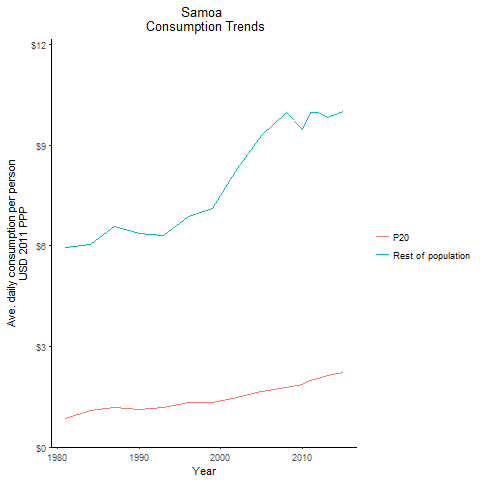 Samoa
Consumption Trends
$12
$9
$6
$3
$0
Ave. daily consumption per person
USD 2011 PPP
1980
1990
2000
2010
Year
P20
Rest of population